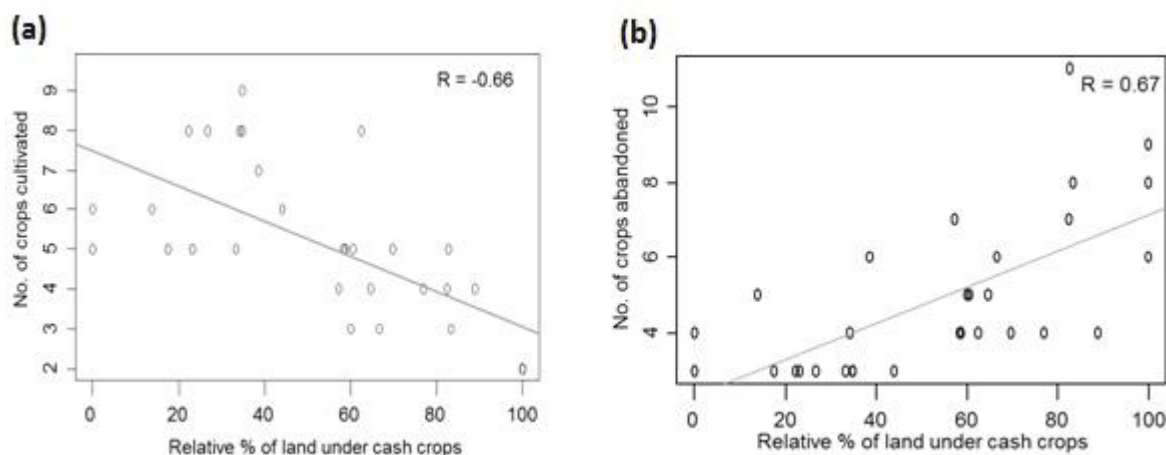 (a)
R = -0.66
No. of crops cultivated
9
8
7
6
5
4
3
2
0 20 40 60 80 100
Relative % of land under cash crops
(b)
R = 0.67
No. of crops abandoned
10
8
6
4
0 20 40 60 80 100
Relative % of land under cash crops